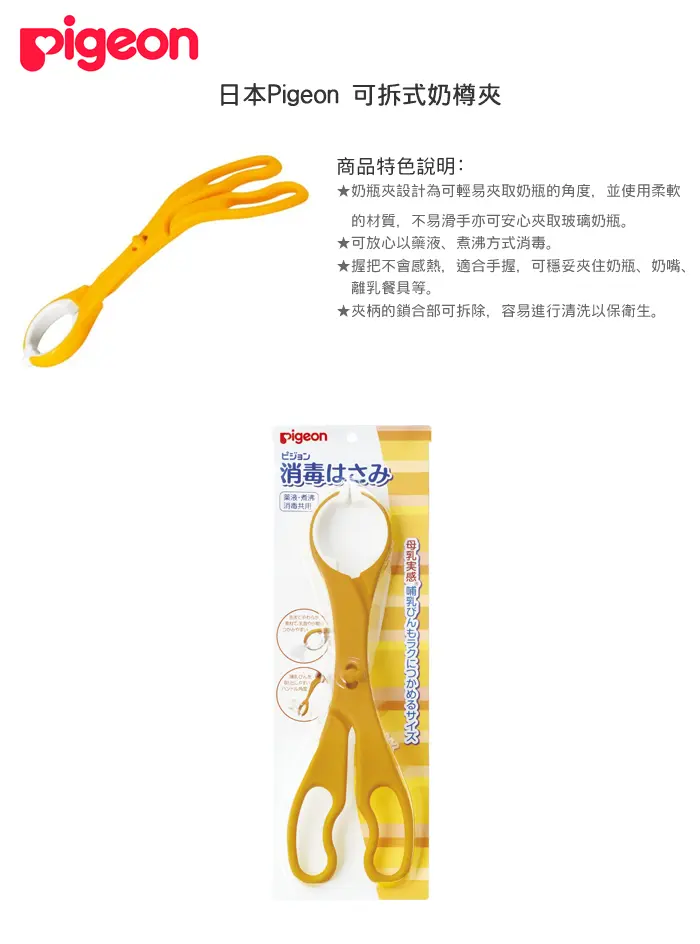 pigeon
日本Pigeon 可拆式奶樽夾
商品特色說明：
★奶瓶夾設計為可輕易夾取奶瓶的角度，並使用柔軟
的材質，不易滑手亦可安心夾取玻璃奶瓶。
★可放心以藥液、煮沸方式消毒。
★握把不會感熱，適合手握，可穩妥夾住奶瓶、奶嘴、
離乳餐具等。
★夾柄的鎖合部可拆除，容易進行清洗以保衛生。
pigeon
ピジョン
消毒はさみ
薬液・煮沸
消毒共用
母乳実感 哺乳びんもラクにつかめるサイズ
ハンドル角度